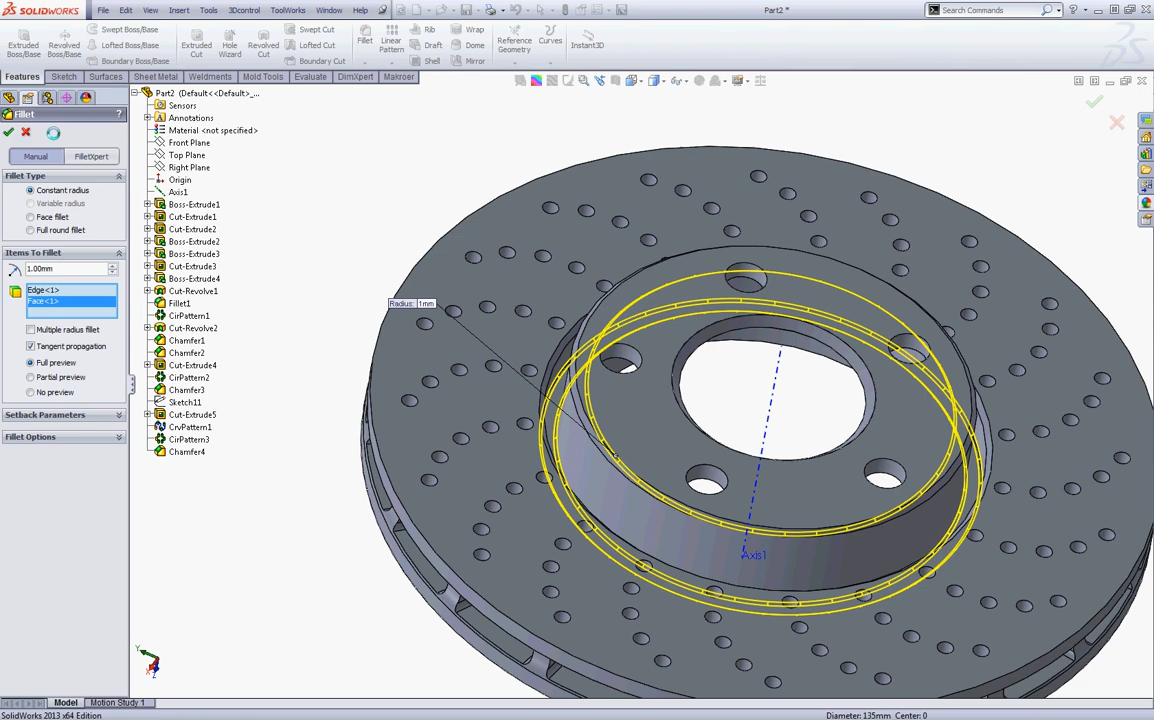 SOLIDWORKS File Edit View Insert Tools 3Dcontrol ToolWorks Window Help Part2 * Search Commands
Extruded Boss/Base
Revolved Boss/Base
Swept Boss/Base
Lofted Boss/Base
Boundary Boss/Base
Extruded Cut
Hole Wizard
Revolved Cut
Swept Cut
Lofted Cut
Boundary Cut
Fillet
Linear Pattern
Rib
Draft
Shell
Wrap
Dome
Mirror
Reference Geometry
Curves
Instant3D
Features Sketch Surfaces Sheet Metal Weldments Mold Tools Evaluate DimXpert Makroer
Fillet ?
Manual FilletXpert
Fillet Type
Constant radius
Variable radius
Face fillet
Full round fillet
Items To Fillet
1.00mm
Edge<1>
Face<1>
Multiple radius fillet
Tangent propagation
Full preview
Partial preview
No preview
Setback Parameters
Fillet Options
Part2 (Default<<Default>_...
Sensors
Annotations
Material <not specified>
Front Plane
Top Plane
Right Plane
Origin
Axis1
Boss-Extrude1
Cut-Extrude1
Cut-Extrude2
Boss-Extrude2
Boss-Extrude3
Cut-Extrude3
Boss-Extrude4
Cut-Revolve1
Fillet1
CirPattern1
Cut-Revolve2
Chamfer1
Chamfer2
Cut-Extrude4
CirPattern2
Chamfer3
Sketch11
Cut-Extrude5
CrvPattern1
CirPattern3
Chamfer4
Radius: 1mm
Axis1
Y
X
Z
Model Motion Study 1
SolidWorks 2013 x64 Edition Diameter: 135mm Center: 0